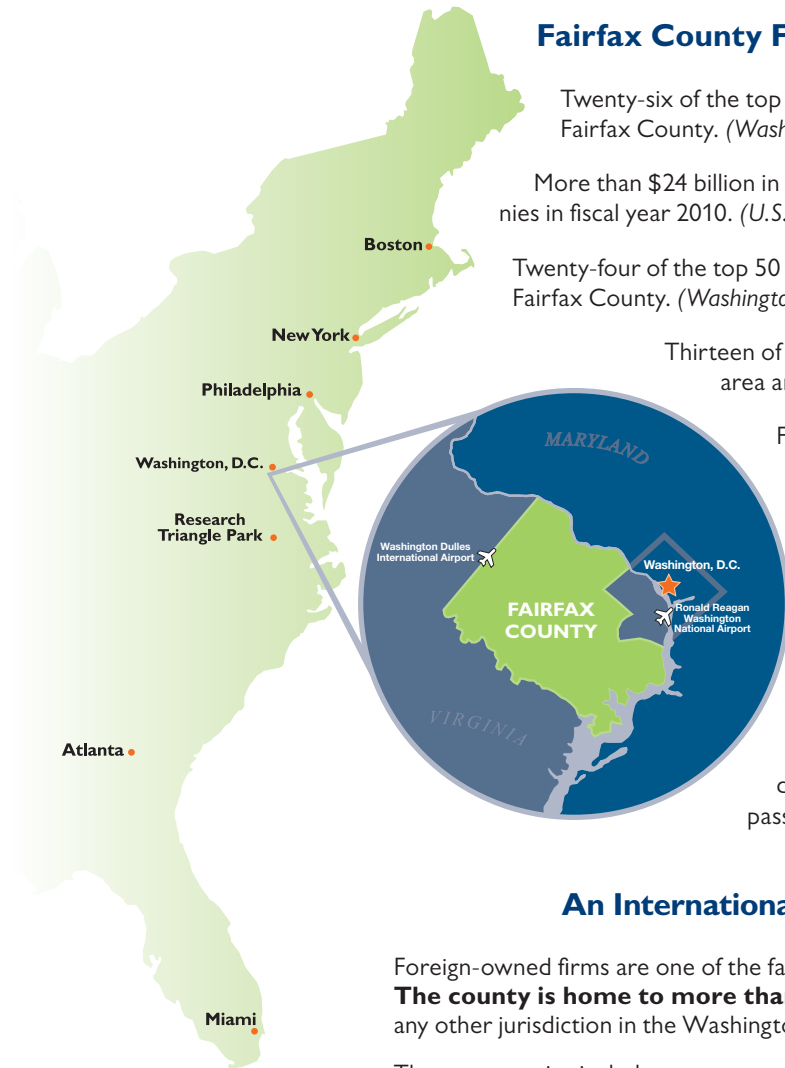 Fairfax County
Twenty-six of the top
Fairfax County. (Wash
More than $24 billion in
nies in fiscal year 2010. (U.S.
Twenty-four of the top 50
Fairfax County. (Washingto
Thirteen of
area
Boston
New York
Philadelphia
Washington, D.C.
Research
Triangle Park
Atlanta
Miami
MARYLAND
Washington Dulles
International Airport
Washington, D.C.
FAIRFAX
COUNTY
Ronald Reagan
Washington
National Airport
VIRGINIA
pass
An Internationa
Foreign-owned firms are one of the fa
The county is home to more than
any other jurisdiction in the Washingto